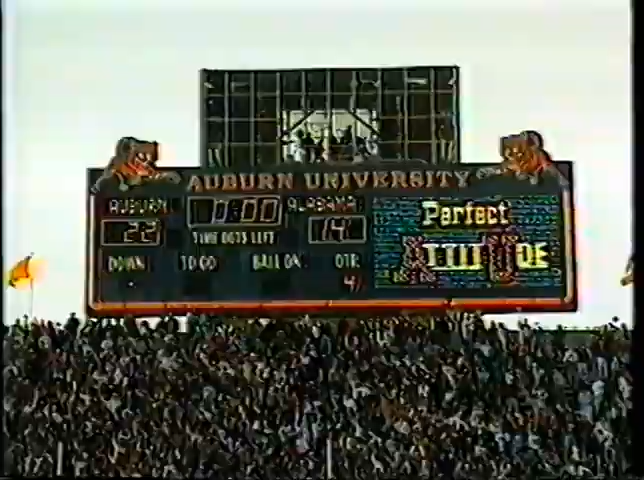 AUBURN UNIVERSITY
AUBURN 0:00 ALABAMA
22 TIME OUTS LEFT 14
DOWN TO GO BALL ON QTR
4
Perfect
ATTITUDE